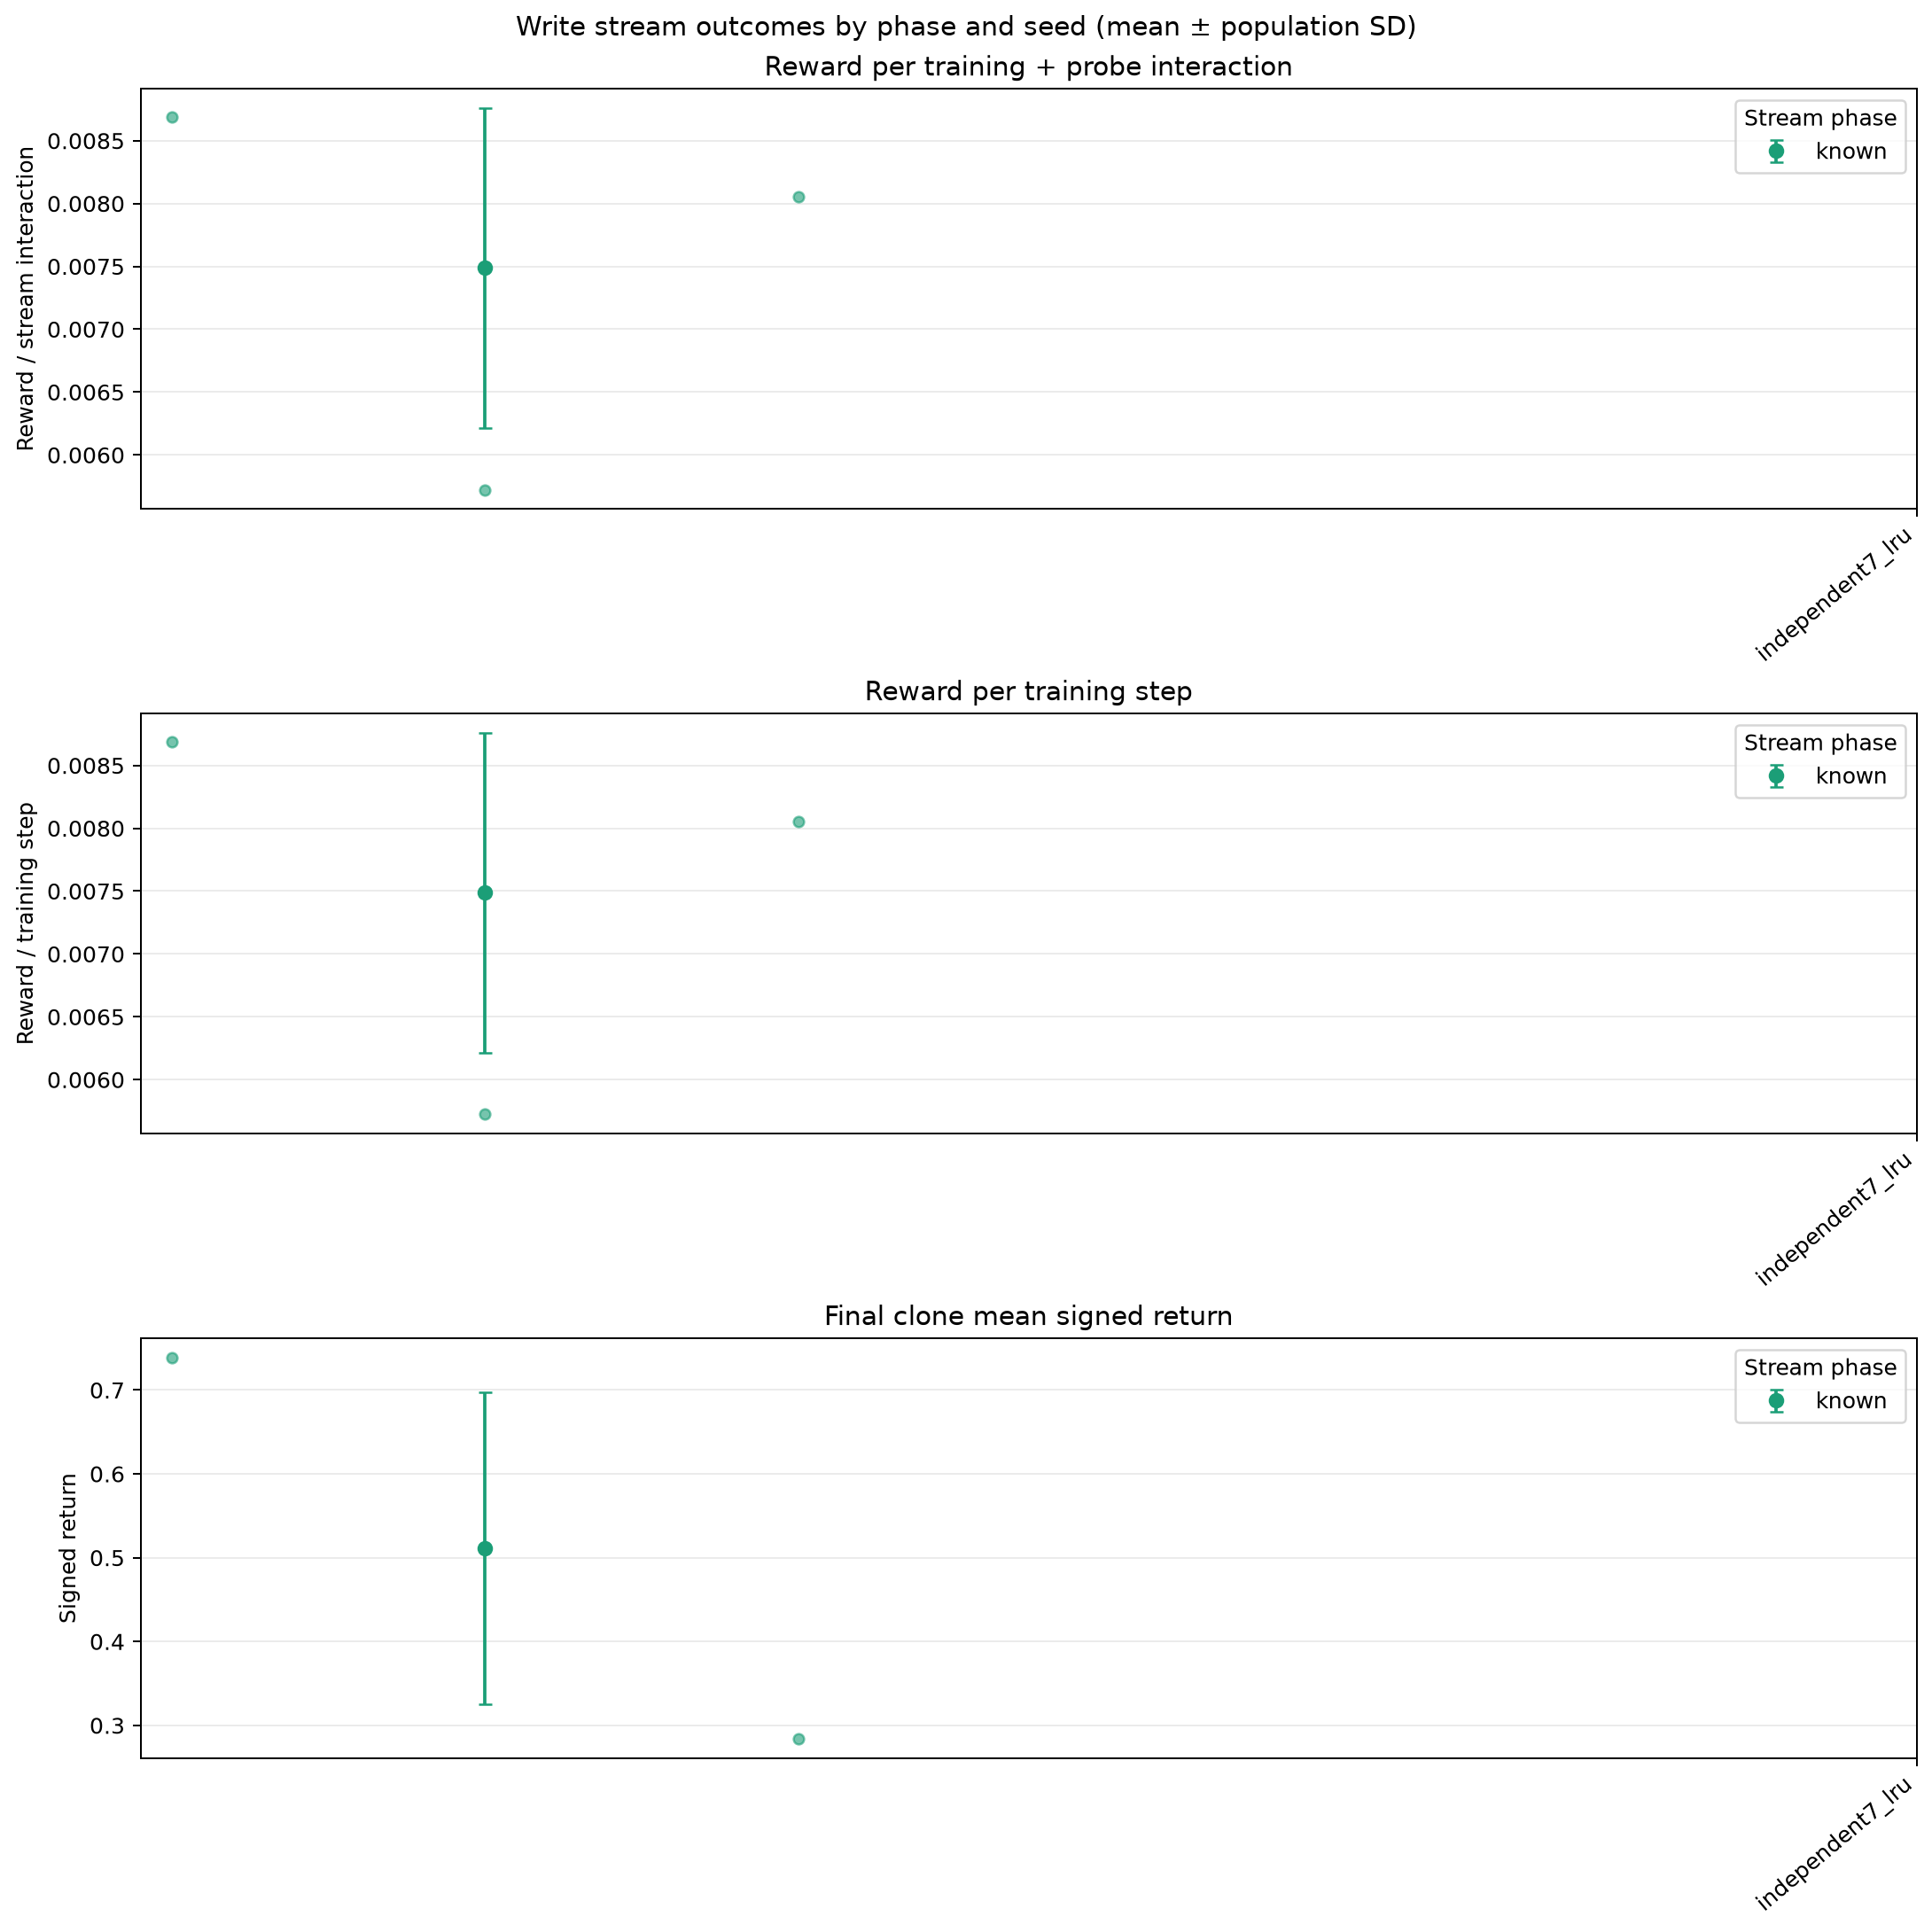 Write stream outcomes by phase and seed (mean ± population SD)
Reward per training + probe interaction
Reward / stream interaction
0.0085
0.0080
0.0075
0.0070
0.0065
0.0060
Stream phase
known
independent7_lru
Reward per training step
Reward / training step
0.0085
0.0080
0.0075
0.0070
0.0065
0.0060
Stream phase
known
independent7_lru
Final clone mean signed return
Signed return
0.7
0.6
0.5
0.4
0.3
Stream phase
known
independent7_lru